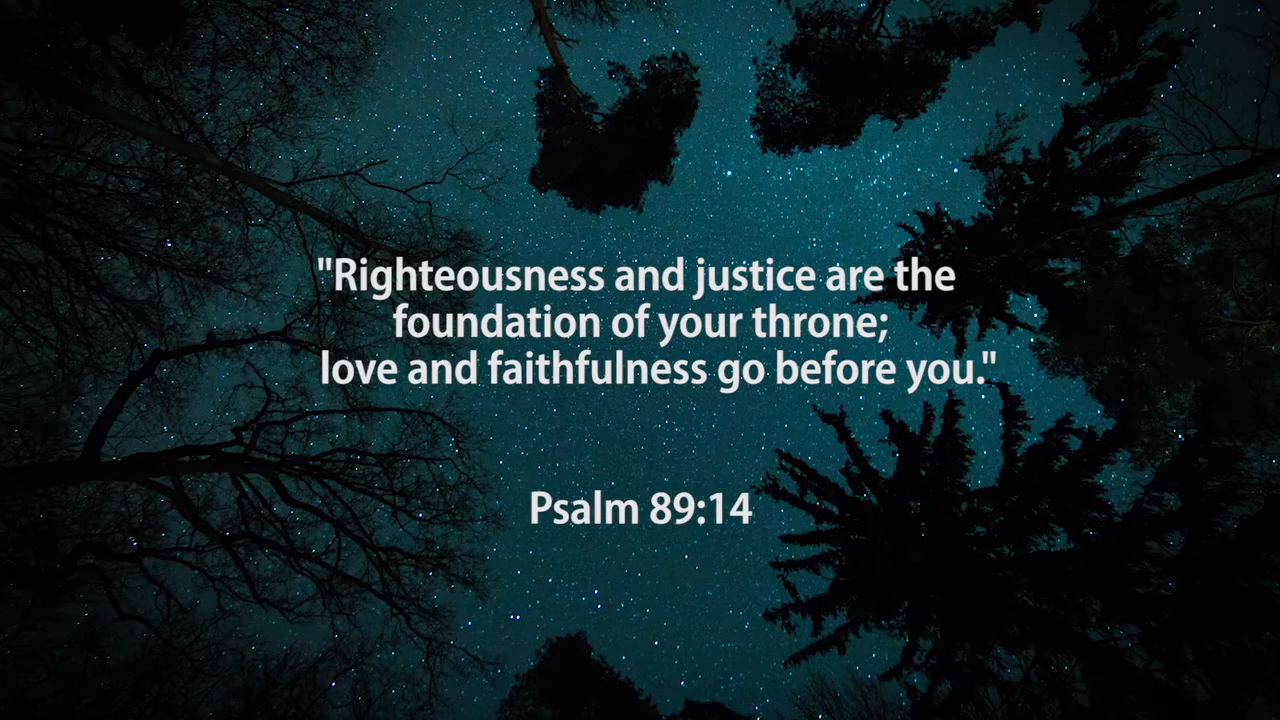 "Righteousness and justice are the
foundation of your throne;
love and faithfulness go before you."
Psalm 89:14